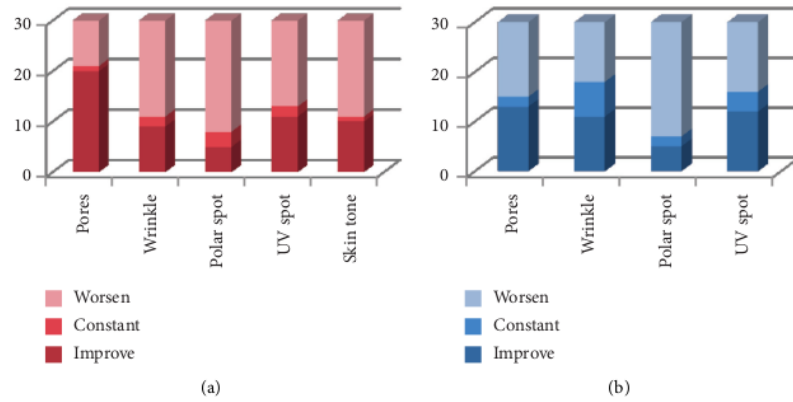 30
20
10
0
Pores
Wrinkle
Polar spot
UV spot
Skin tone
Worsen
Constant
Improve
(a)
30
20
10
0
Pores
Wrinkle
Polar spot
UV spot
Worsen
Constant
Improve
(b)